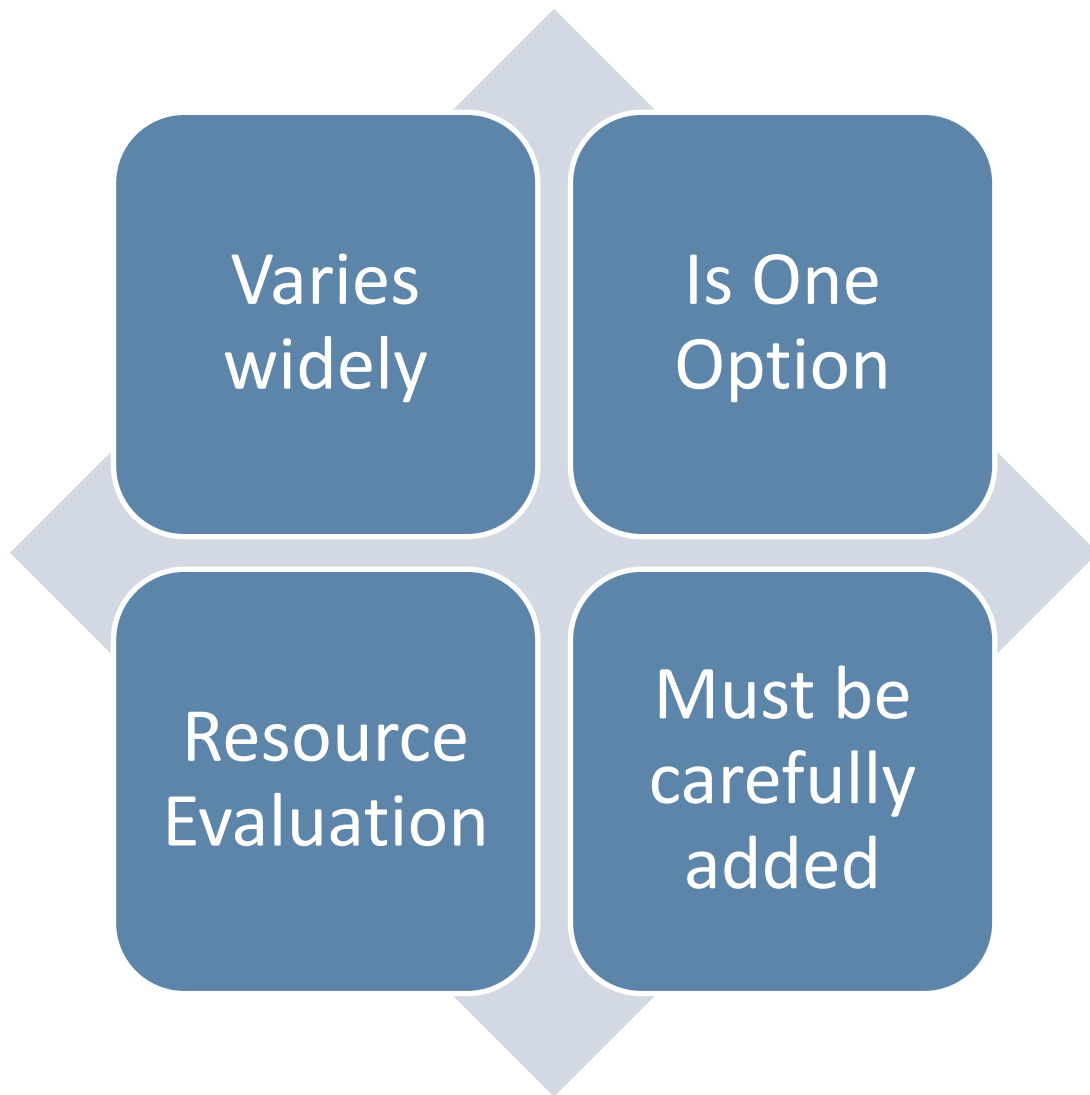 Varies
widely
Is One
Option
Resource
Evaluation
Must be
carefully
added